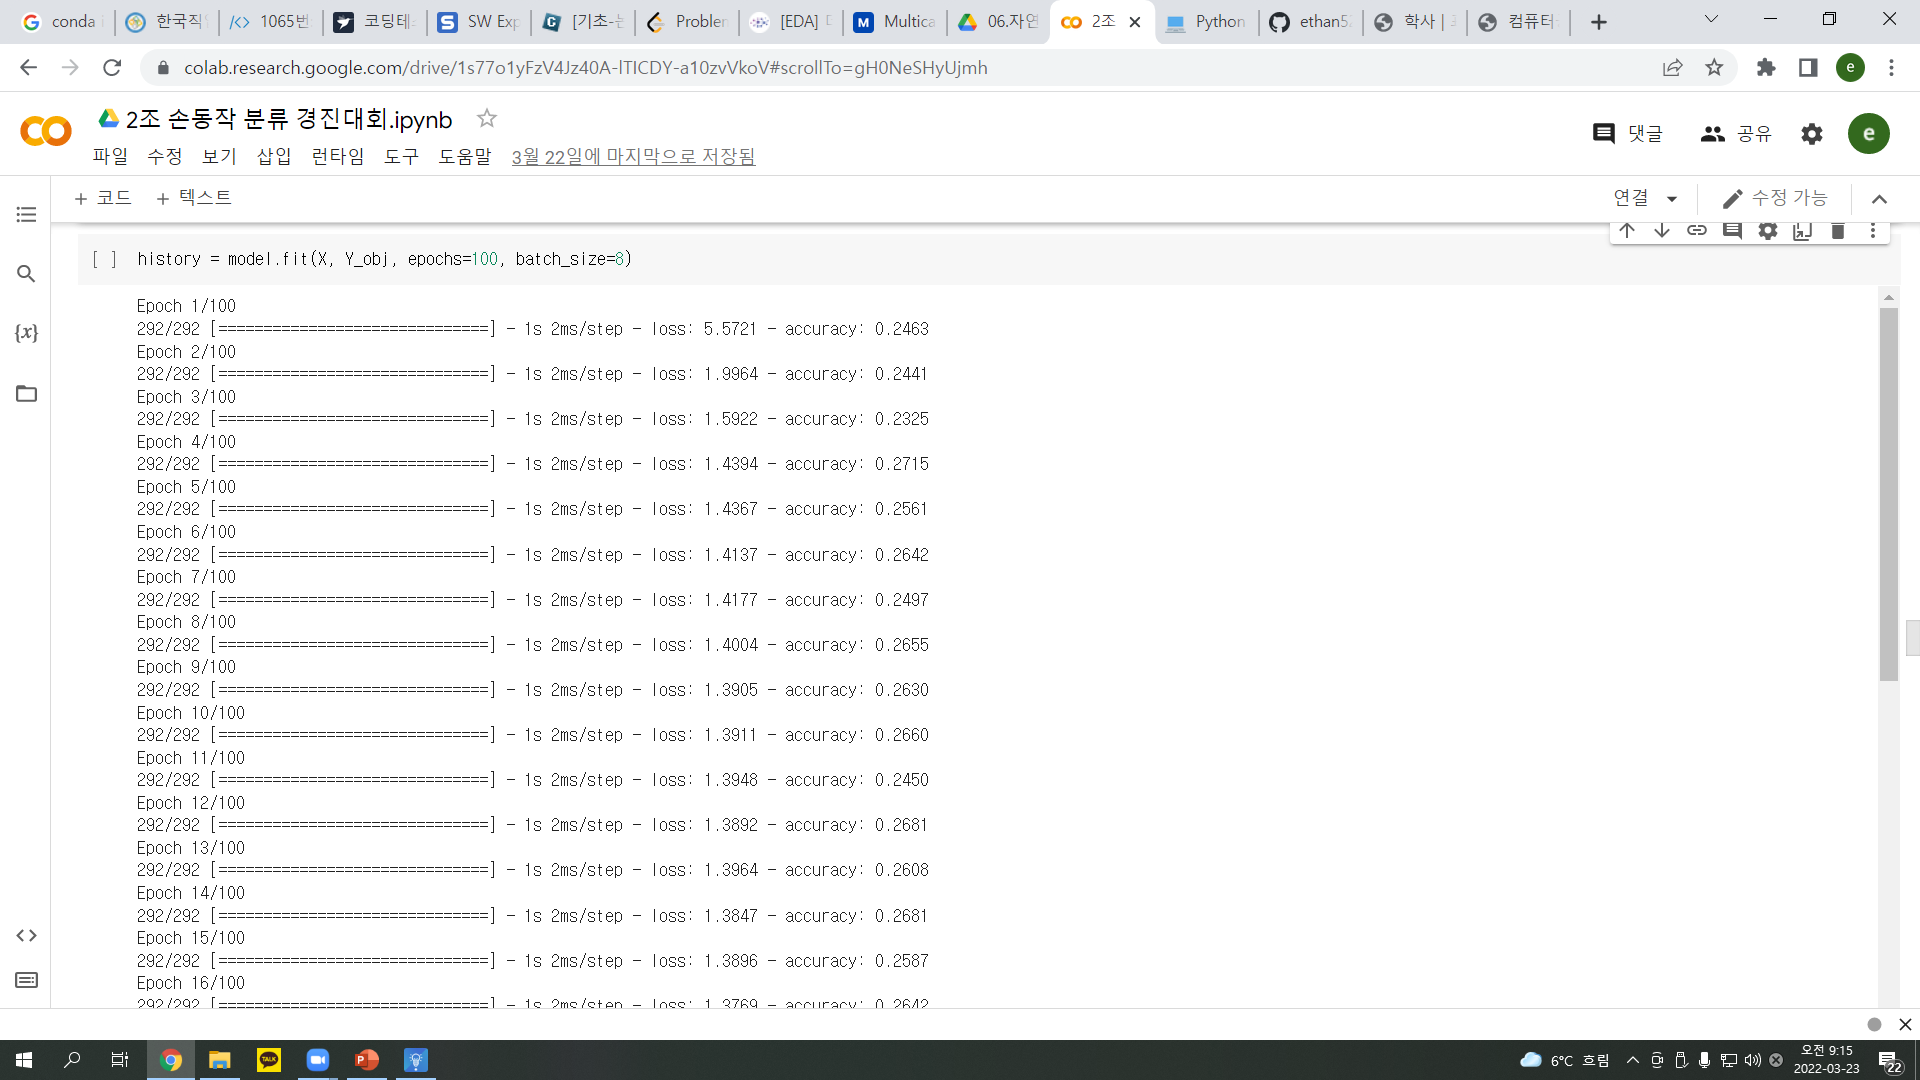 conda
한국직
1065번
코딩테
SW Exp
[기초-
Problem
[EDA]
Multica
06.자연
2조
Python
ethan5
학사 |
컴퓨터
colab.research.google.com/drive/1s77o1yFzV4Jz40A-lTICDY-a10zvVkoV#scrollTo=gH0NeSHyUjmh
e
2조 손동작 분류 경진대회.ipynb
파일 수정 보기 삽입 런타임 도구 도움말 3월 22일에 마지막으로 저장됨
댓글 공유 e
+ 코드 + 텍스트
연결 수정 가능
[ ] history = model.fit(X, Y_obj, epochs=100, batch_size=8)
Epoch 1/100
292/292 [==============================] - 1s 2ms/step - loss: 5.5721 - accuracy: 0.2463
Epoch 2/100
292/292 [==============================] - 1s 2ms/step - loss: 1.9964 - accuracy: 0.2441
Epoch 3/100
292/292 [==============================] - 1s 2ms/step - loss: 1.5922 - accuracy: 0.2325
Epoch 4/100
292/292 [==============================] - 1s 2ms/step - loss: 1.4394 - accuracy: 0.2715
Epoch 5/100
292/292 [==============================] - 1s 2ms/step - loss: 1.4367 - accuracy: 0.2561
Epoch 6/100
292/292 [==============================] - 1s 2ms/step - loss: 1.4137 - accuracy: 0.2642
Epoch 7/100
292/292 [==============================] - 1s 2ms/step - loss: 1.4177 - accuracy: 0.2497
Epoch 8/100
292/292 [==============================] - 1s 2ms/step - loss: 1.4004 - accuracy: 0.2655
Epoch 9/100
292/292 [==============================] - 1s 2ms/step - loss: 1.3905 - accuracy: 0.2630
Epoch 10/100
292/292 [==============================] - 1s 2ms/step - loss: 1.3911 - accuracy: 0.2660
Epoch 11/100
292/292 [==============================] - 1s 2ms/step - loss: 1.3948 - accuracy: 0.2450
Epoch 12/100
292/292 [==============================] - 1s 2ms/step - loss: 1.3892 - accuracy: 0.2681
Epoch 13/100
292/292 [==============================] - 1s 2ms/step - loss: 1.3964 - accuracy: 0.2608
Epoch 14/100
292/292 [==============================] - 1s 2ms/step - loss: 1.3847 - accuracy: 0.2681
Epoch 15/100
292/292 [==============================] - 1s 2ms/step - loss: 1.3896 - accuracy: 0.2587
Epoch 16/100
292/292 [==============================] - 1s 2ms/step - loss: 1.3769 - accuracy: 0.2642
6°C 흐림
오전 9:15
2022-03-23
22